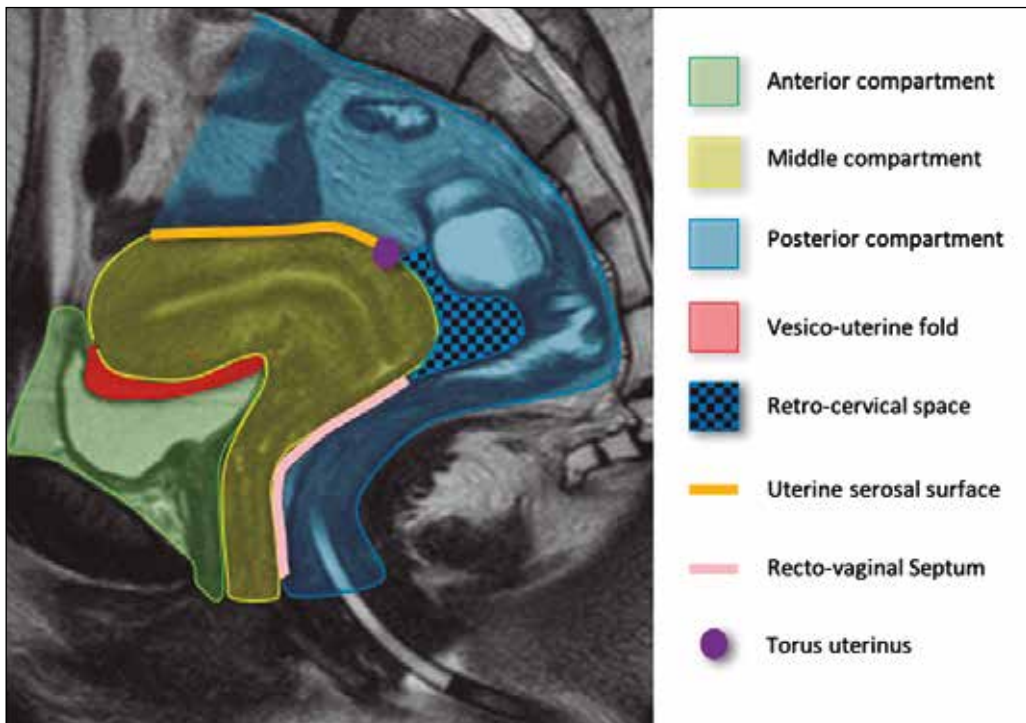 Anterior compartment
Middle compartment
Posterior compartment
Vesico-uterine fold
Retro-cervical space
Uterine serosal surface
Recto-vaginal Septum
Torus uterinus